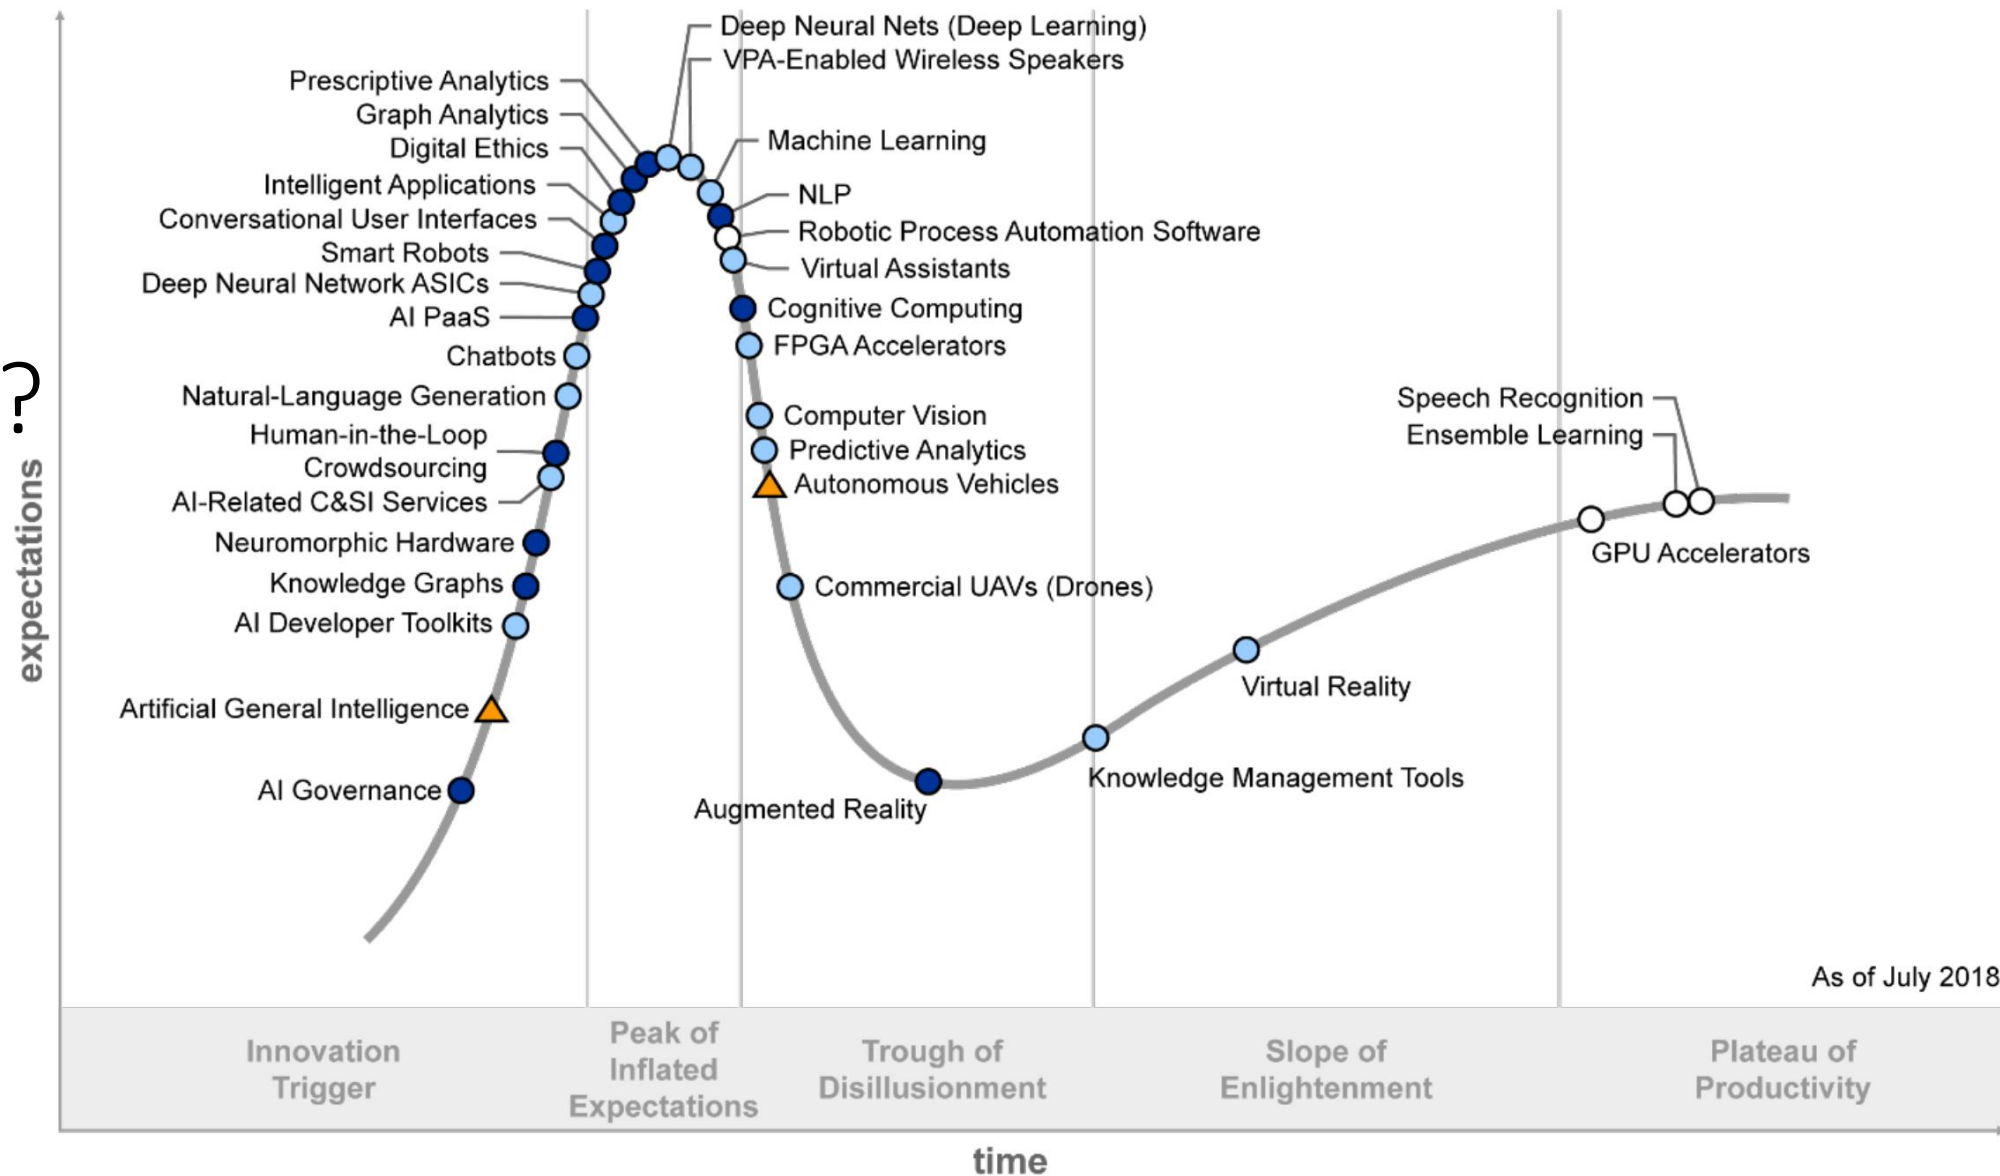 Deep Neural Nets (Deep Learning)
VPA-Enabled Wireless Speakers
Prescriptive Analytics
Graph Analytics
Digital Ethics
Intelligent Applications
Conversational User Interfaces
Smart Robots
Deep Neural Network ASICs
AI PaaS
Chatbots
Natural-Language Generation
Human-in-the-Loop
Crowdsourcing
AI-Related C&SI Services
Neuromorphic Hardware
Knowledge Graphs
AI Developer Toolkits
Artificial General Intelligence
AI Governance
Machine Learning
NLP
Robotic Process Automation Software
Virtual Assistants
Cognitive Computing
FPGA Accelerators
Computer Vision
Predictive Analytics
Autonomous Vehicles
Commercial UAVs (Drones)
Augmented Reality
Knowledge Management Tools
Virtual Reality
Speech Recognition
Ensemble Learning
GPU Accelerators
?
expectations
As of July 2018
Innovation
Trigger
Peak of
Inflated
Expectations
Trough of
Disillusionment
Slope of
Enlightenment
Plateau of
Productivity
time